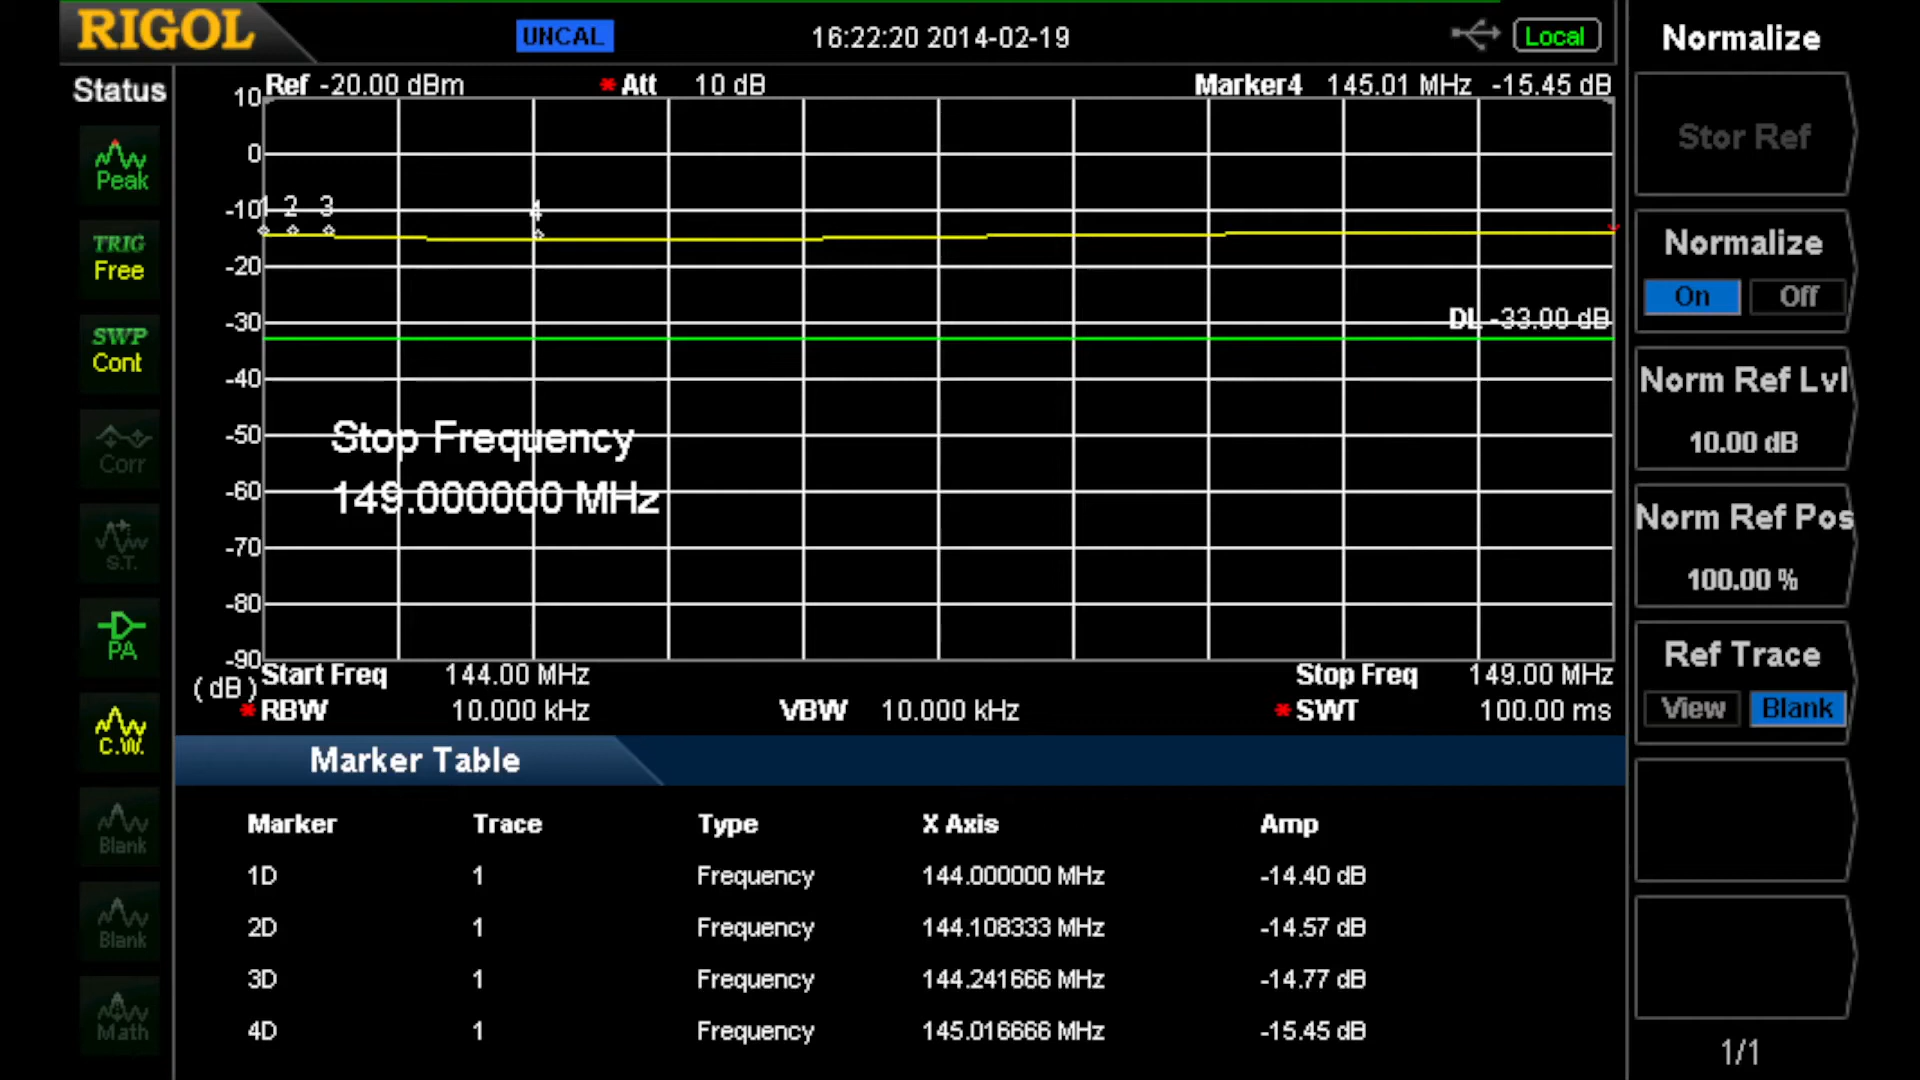 RIGOL
UNCAL
16:22:20 2014-02-19
Local
Normalize
Status
Ref -20.00 dBm
* Att 10 dB
Marker4 145.01 MHz -15.45 dB
Peak
TRIG
Free
SWP
Cont
Corr
S.T.
PA
C.W.
Blank
Blank
Math
10
0
-10
-20
-30
-40
-50
-60
-70
-80
-90
(dB)
1 2 3 4
DL -33.00 dB
Stop Frequency
149.000000 MHz
Start Freq 144.00 MHz
Stop Freq 149.00 MHz
* RBW 10.000 kHz
VBW 10.000 kHz
* SWT 100.00 ms
Marker Table
Marker Trace Type X Axis Amp
1D 1 Frequency 144.000000 MHz -14.40 dB
2D 1 Frequency 144.108333 MHz -14.57 dB
3D 1 Frequency 144.241666 MHz -14.77 dB
4D 1 Frequency 145.016666 MHz -15.45 dB
Stor Ref
Normalize
On Off
Norm Ref Lvl
10.00 dB
Norm Ref Pos
100.00 %
Ref Trace
View Blank
1/1